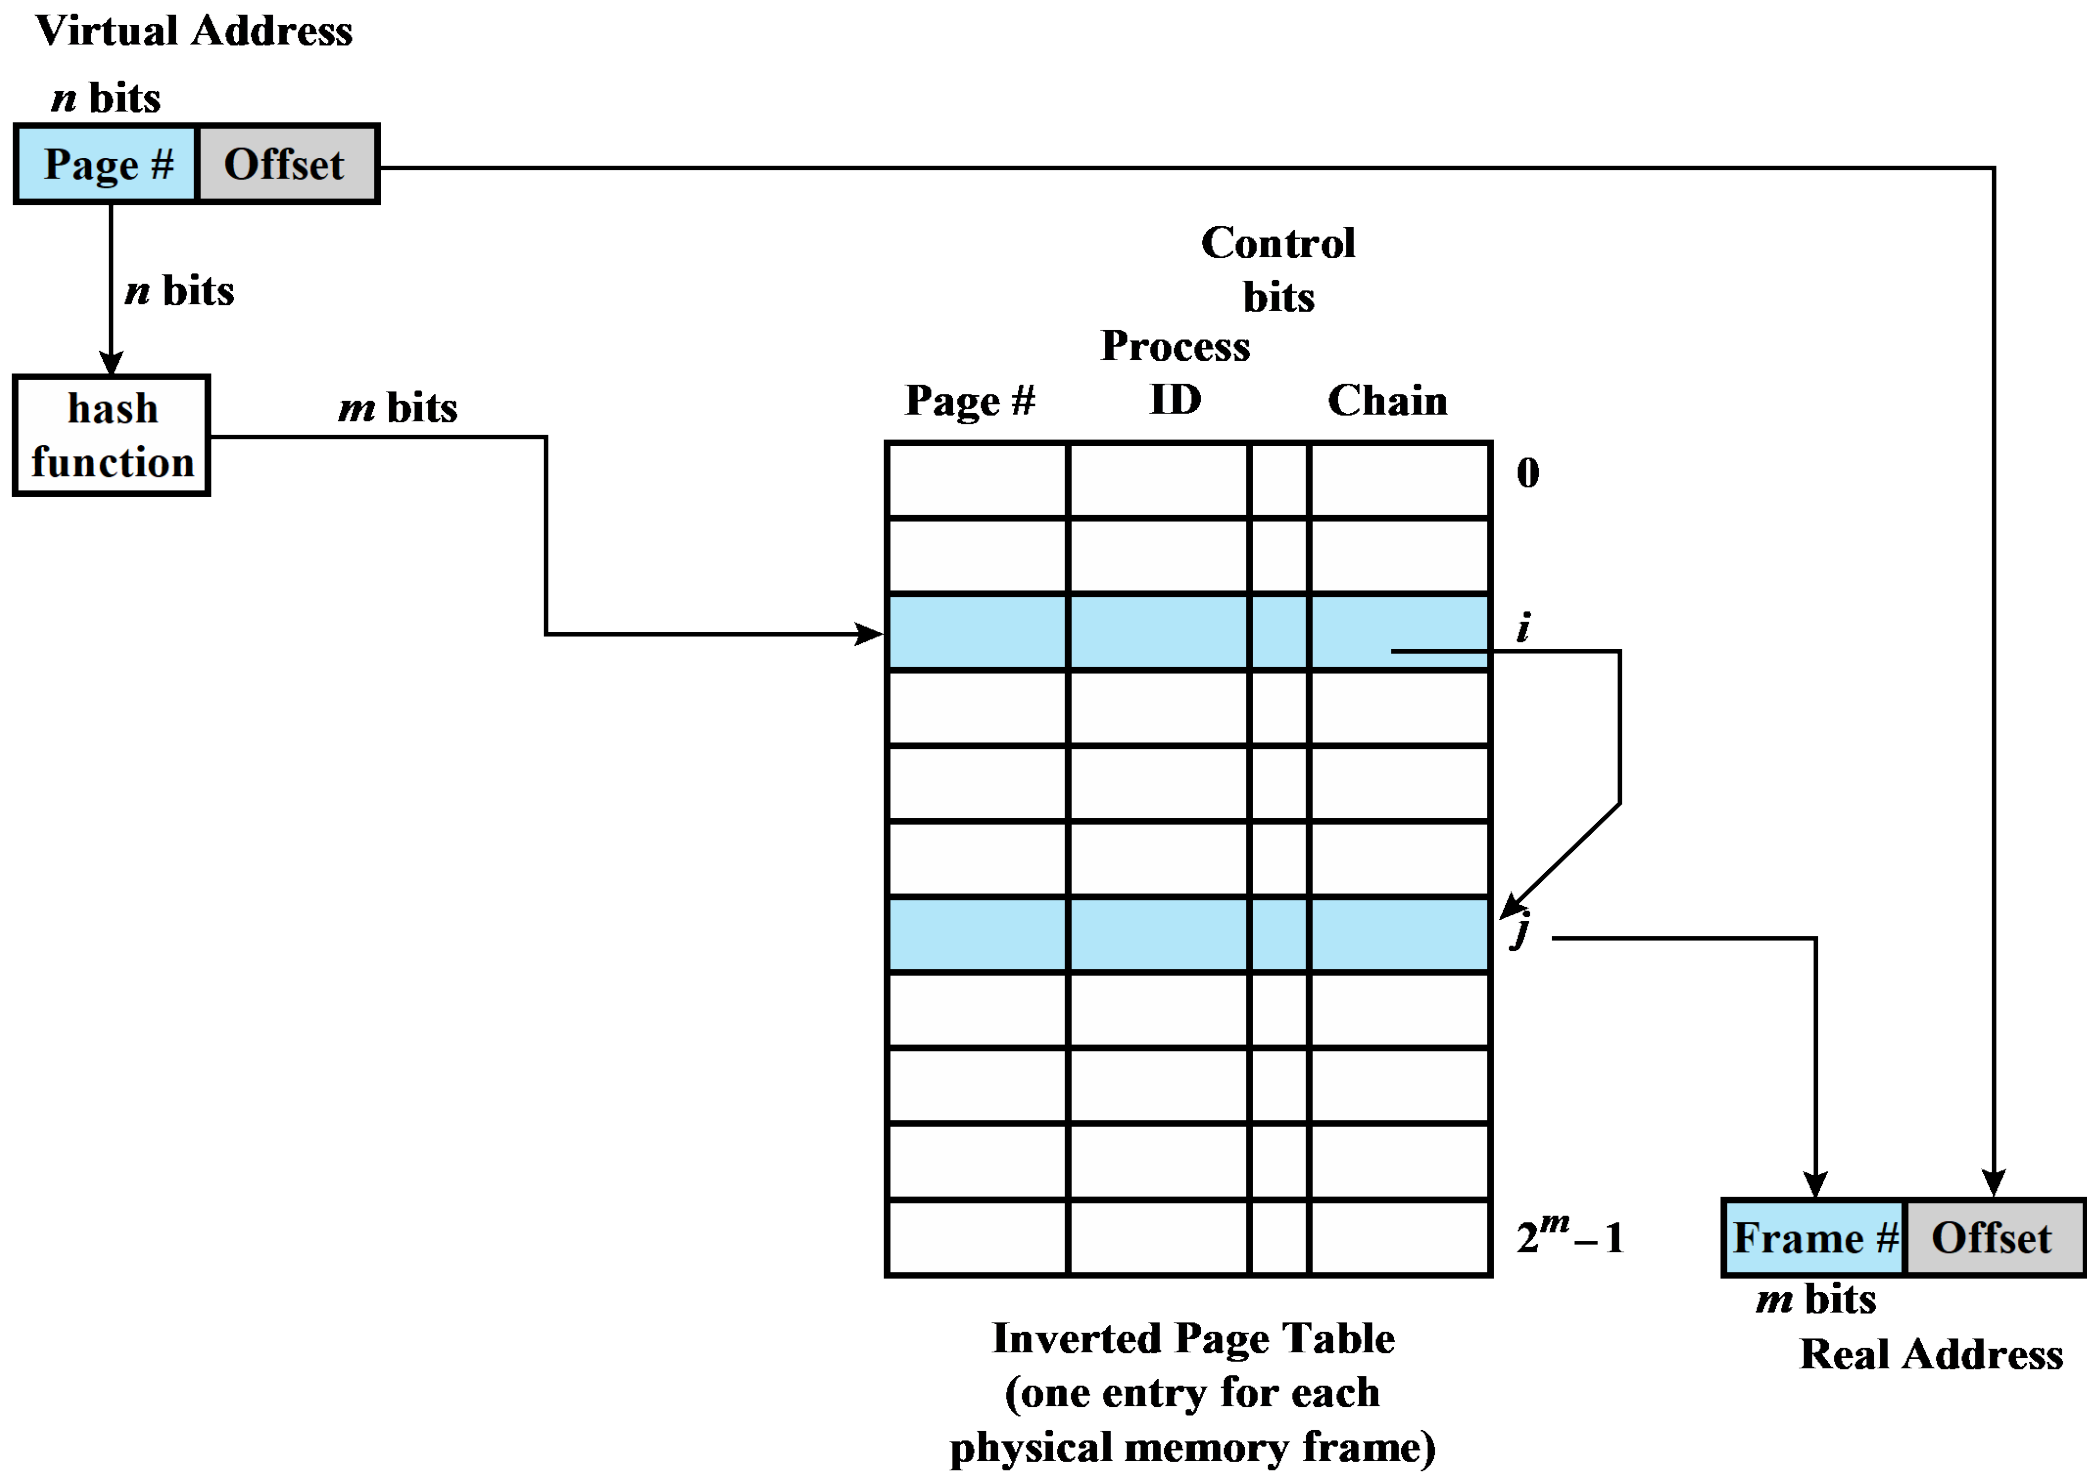 Virtual Address
n bits
Page #
Offset
n bits
hash
function
m bits
Control
bits
Process
ID
Page #
Chain
0
i
j
2^m – 1
Frame #
Offset
m bits
Real Address
Inverted Page Table
(one entry for each
physical memory frame)